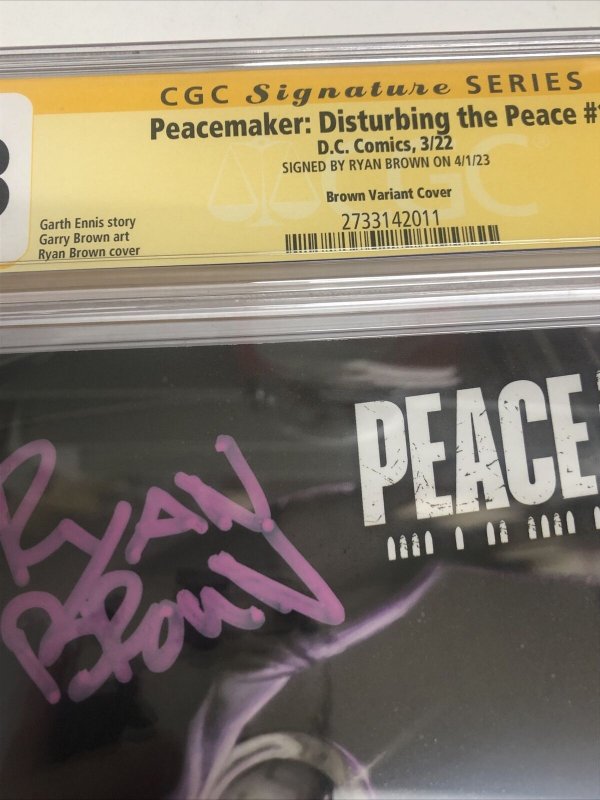 CGC Signature SERIES
Peacemaker: Disturbing the Peace #
D.C. Comics, 3/22
SIGNED BY RYAN BROWN ON 4/1/23
Brown Variant Cover
2733142011
Garth Ennis story
Garry Brown art
Ryan Brown cover
PEACE
RYAN
BROWN